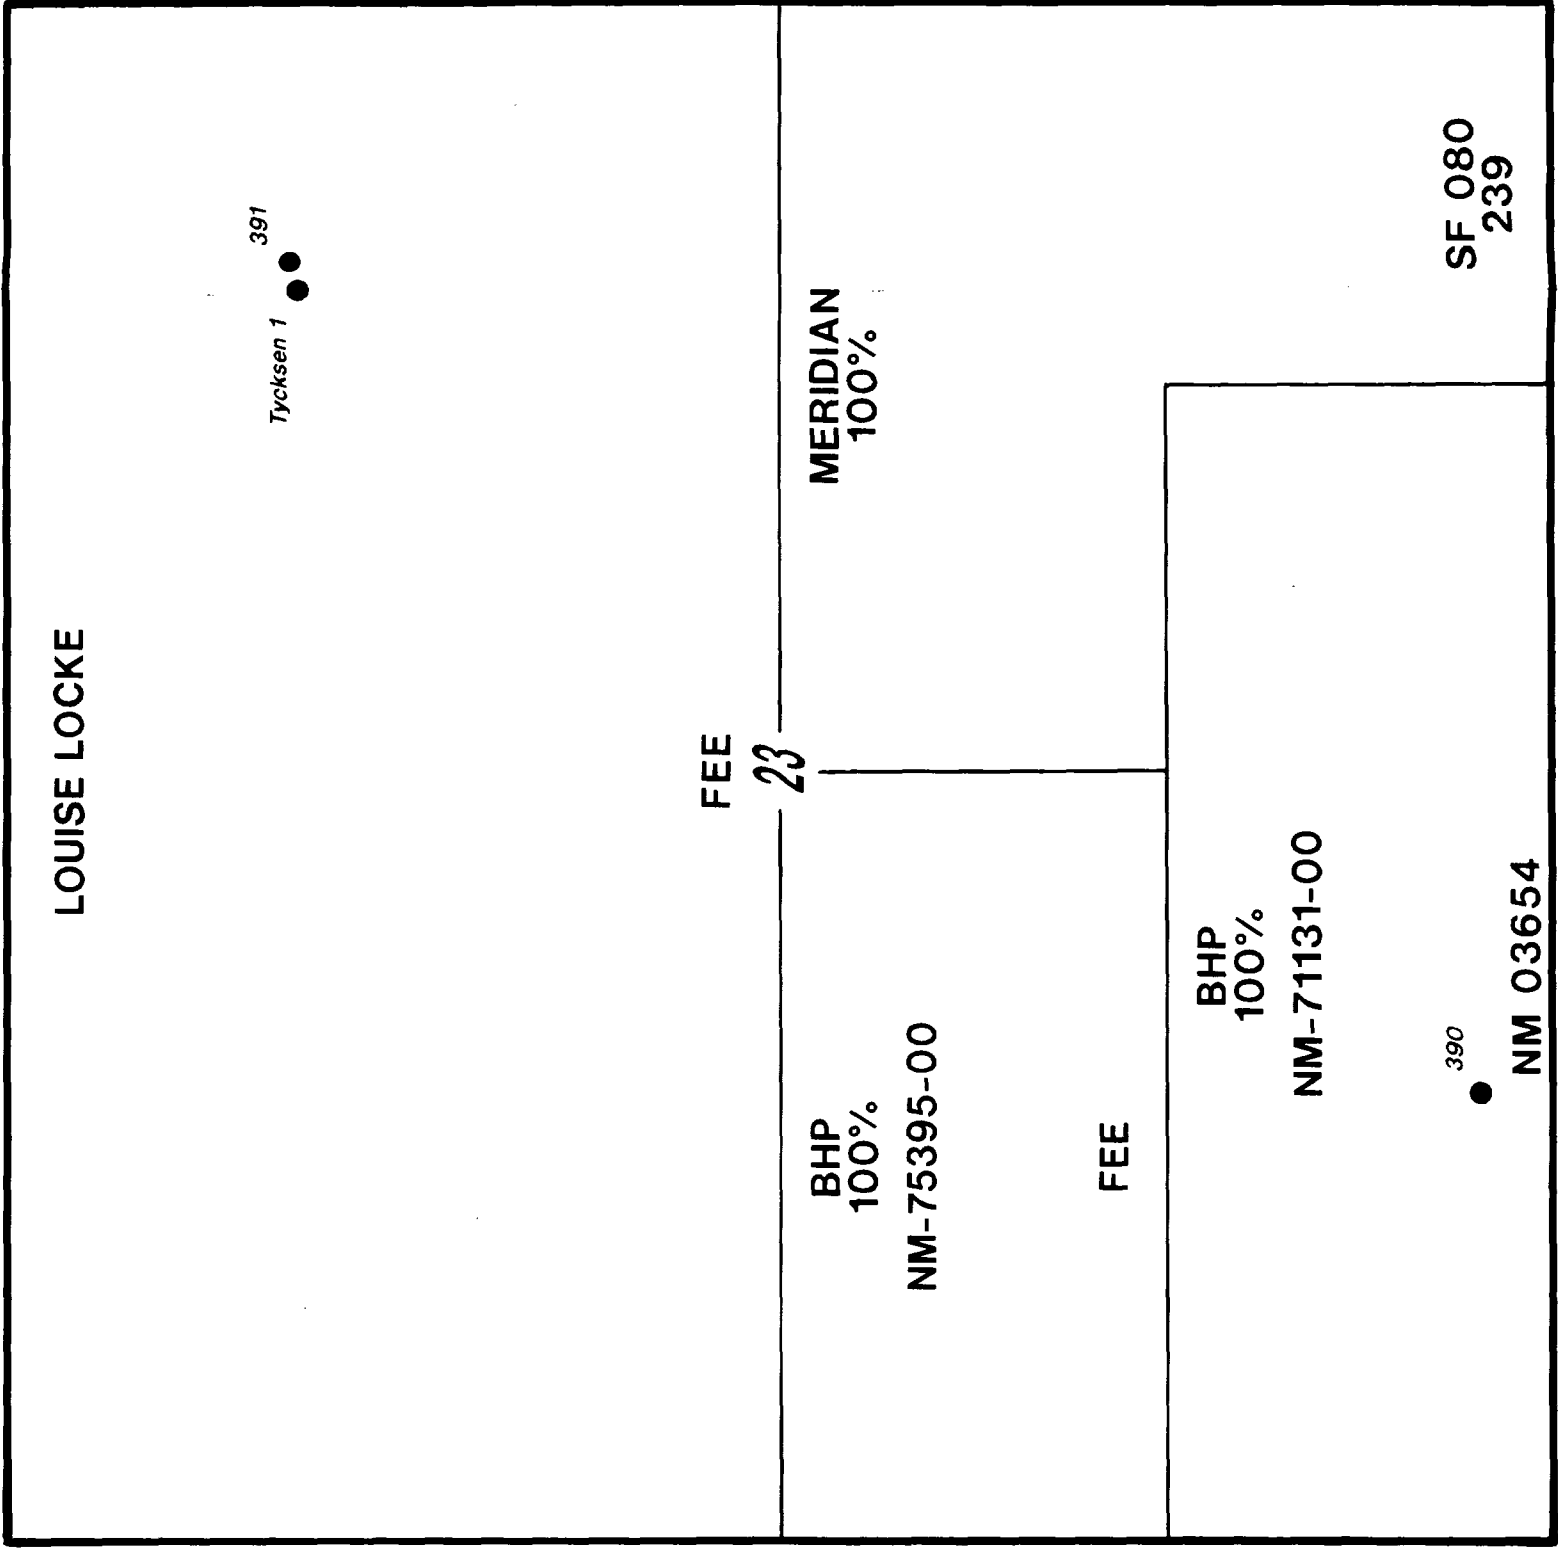 LOUISE LOCKE
Tycksen 1
391
FEE
23
MERIDIAN
100%
BHP
100%
NM-75395-00
FEE
BHP
100%
NM-71131-00
390
NM 03654
SF 080
239